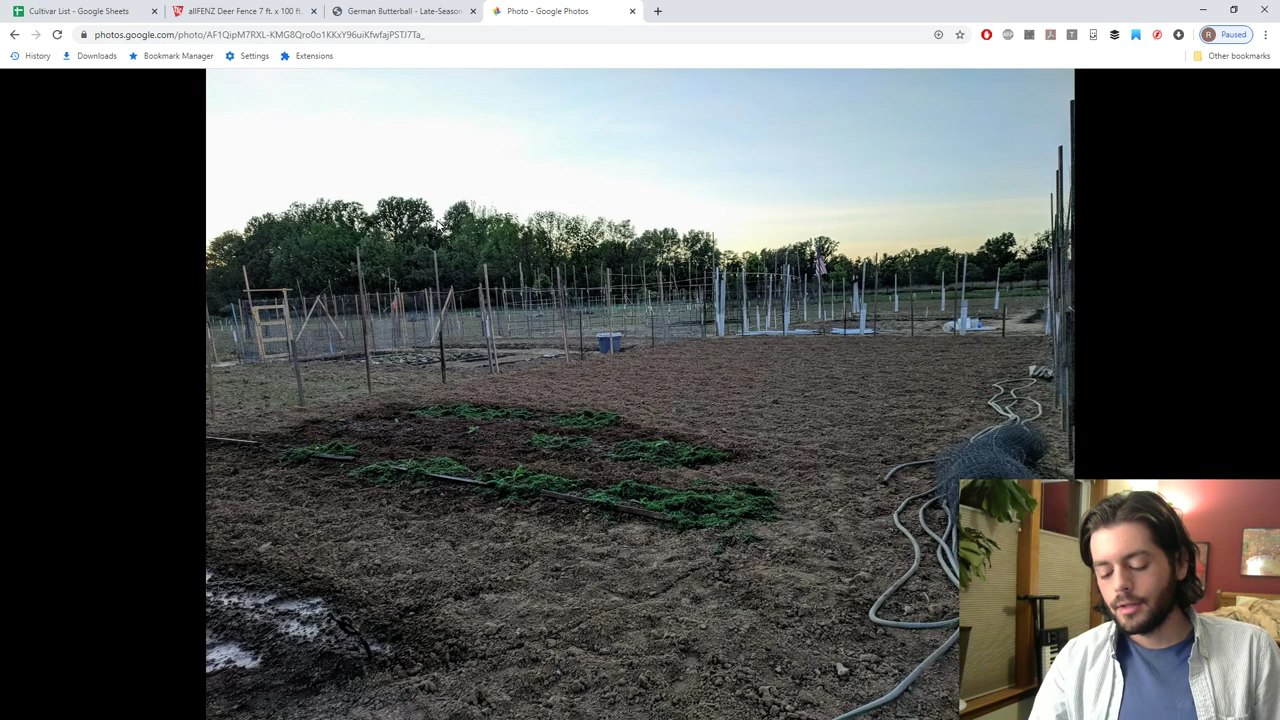 Cultivar List - Google Sheets
allFENZ Deer Fence 7 ft. x 100 ft.
German Butterball - Late-Season
Photo - Google Photos
photos.google.com/photo/AF1QipM7RXL-KMG8Qro0o1KKxY96uiKfwfajPSTJ7Ta_
R Paused
History
Downloads
Bookmark Manager
Settings
Extensions
Other bookmarks